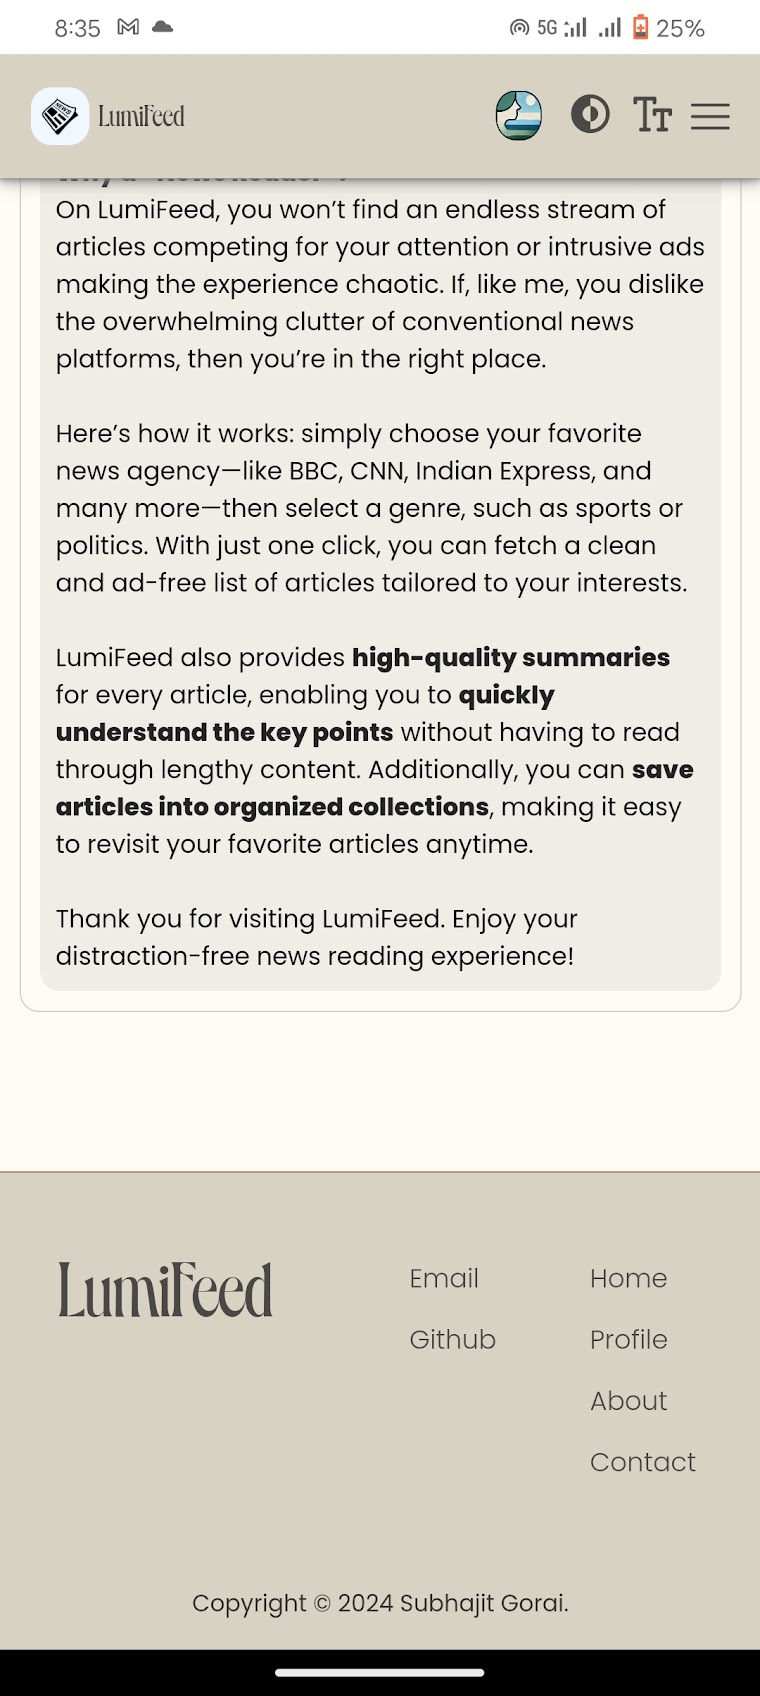 8:35
5G
25%
LumiFeed
Tт
On LumiFeed, you won’t find an endless stream of
articles competing for your attention or intrusive ads
making the experience chaotic. If, like me, you dislike
the overwhelming clutter of conventional news
platforms, then you’re in the right place.
Here’s how it works: simply choose your favorite
news agency—like BBC, CNN, Indian Express, and
many more—then select a genre, such as sports or
politics. With just one click, you can fetch a clean
and ad-free list of articles tailored to your interests.
LumiFeed also provides high-quality summaries
for every article, enabling you to quickly
understand the key points without having to read
through lengthy content. Additionally, you can save
articles into organized collections, making it easy
to revisit your favorite articles anytime.
Thank you for visiting LumiFeed. Enjoy your
distraction-free news reading experience!
LumiFeed
Email
Github
Home
Profile
About
Contact
Copyright © 2024 Subhajit Gorai.